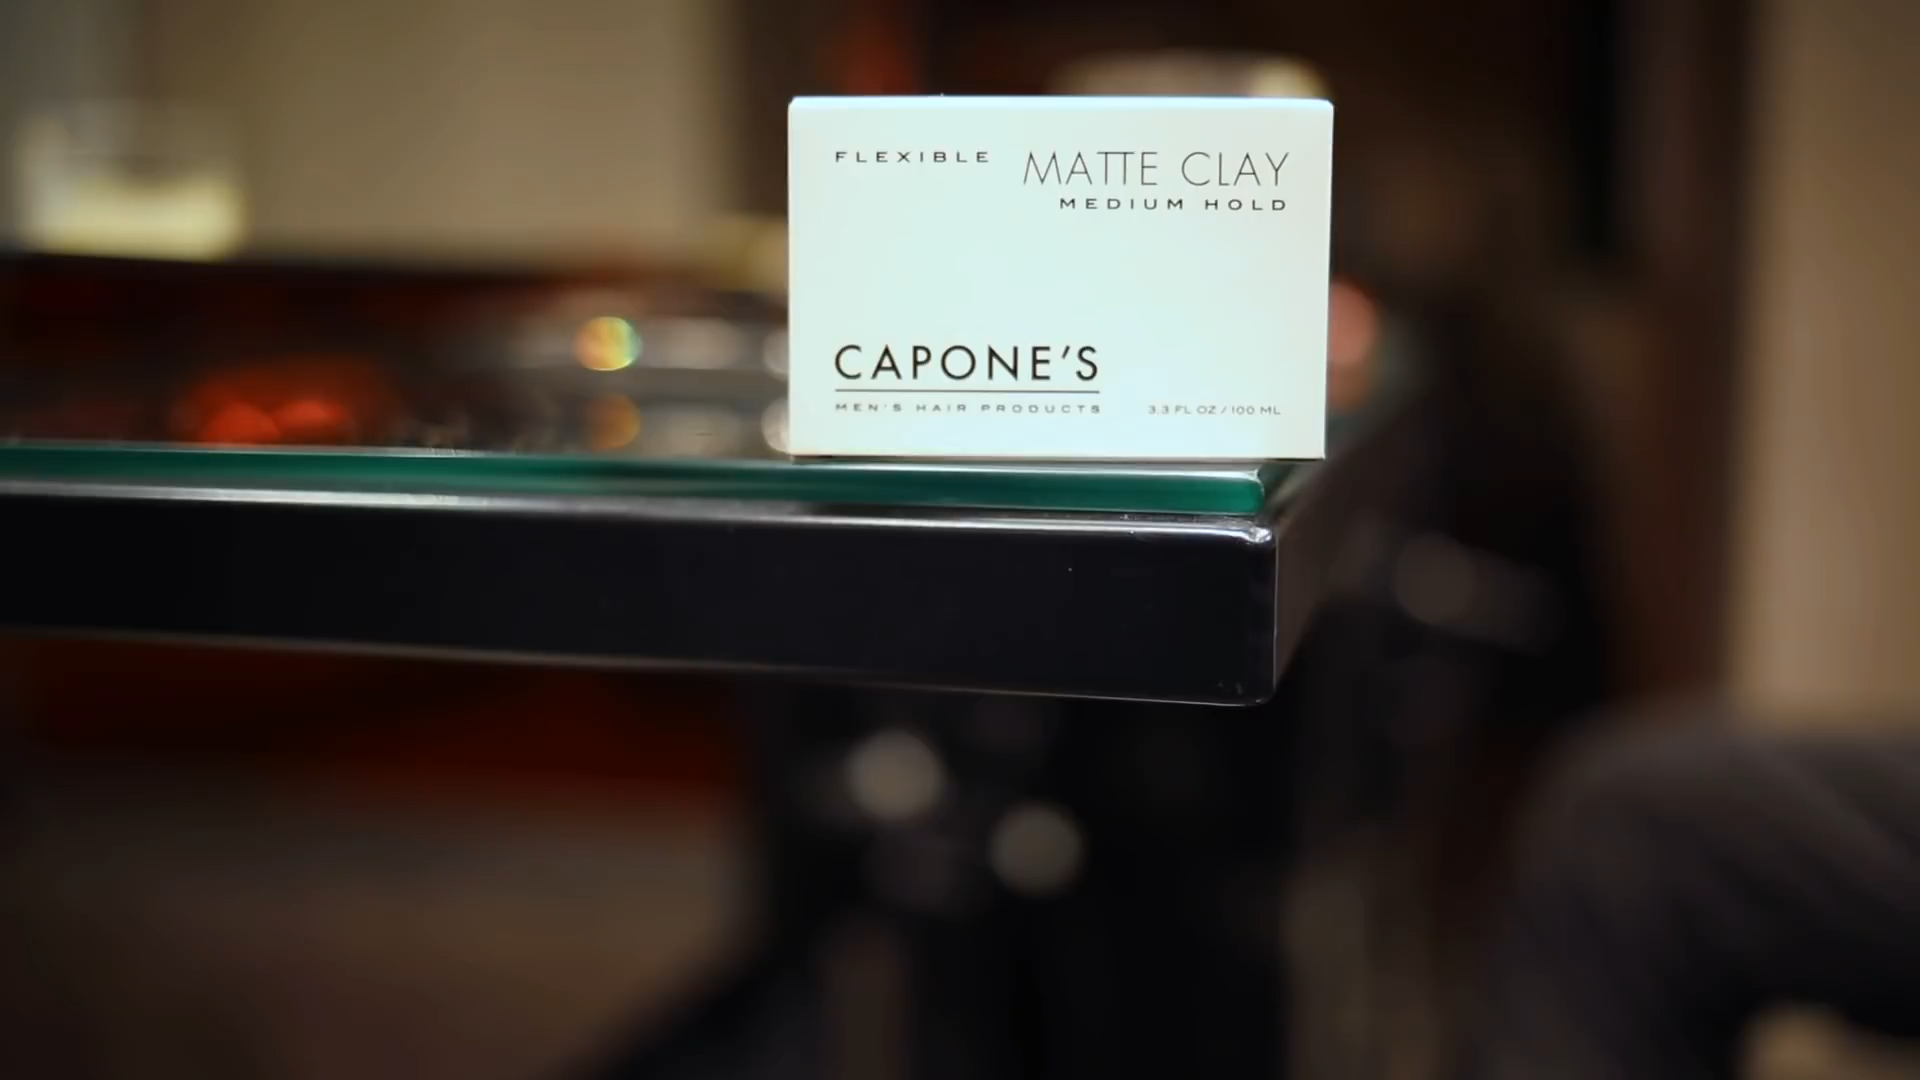 FLEXIBLE
MATTE CLAY
MEDIUM HOLD
CAPONE'S
MEN'S HAIR PRODUCTS
3.3 FL OZ / 100 ML